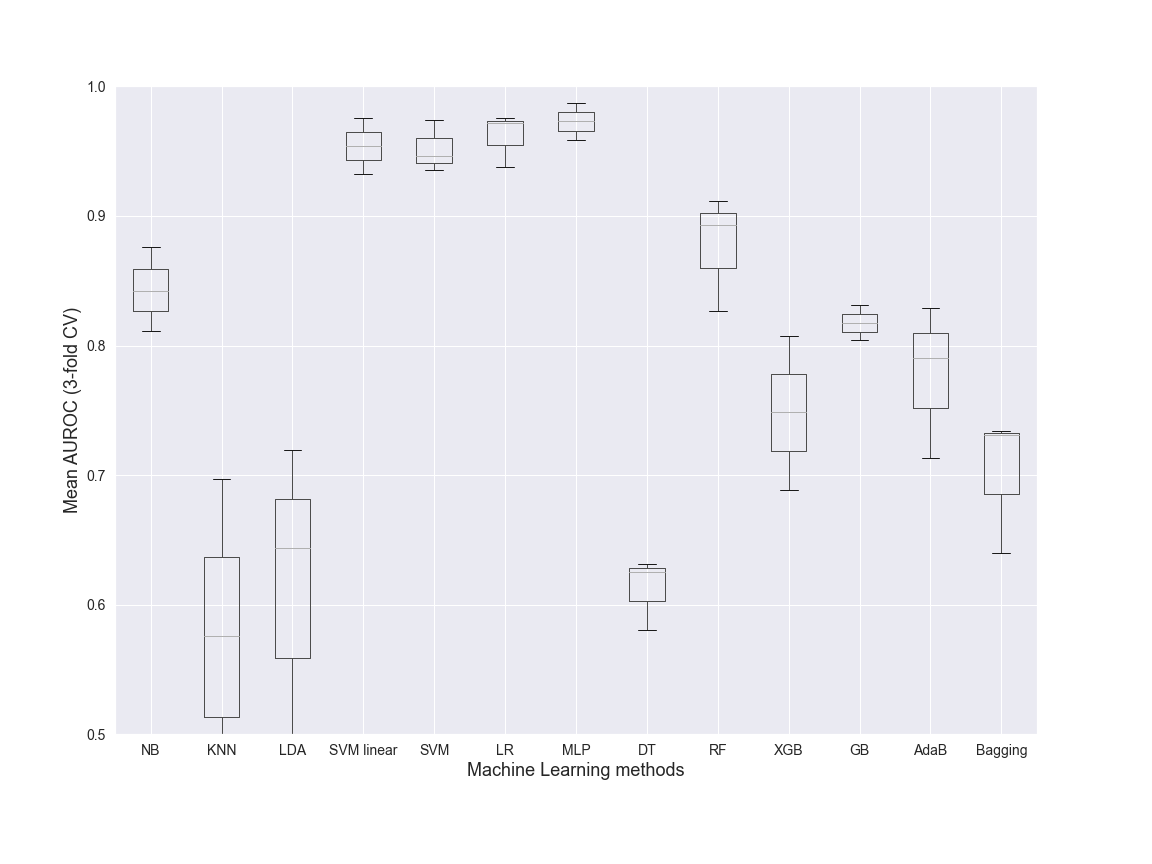 1.0
0.9
0.8
0.7
0.6
0.5
Mean AUROC (3-fold CV)
NB KNN LDA SVM linear SVM LR MLP DT RF XGB GB AdaB Bagging
Machine Learning methods